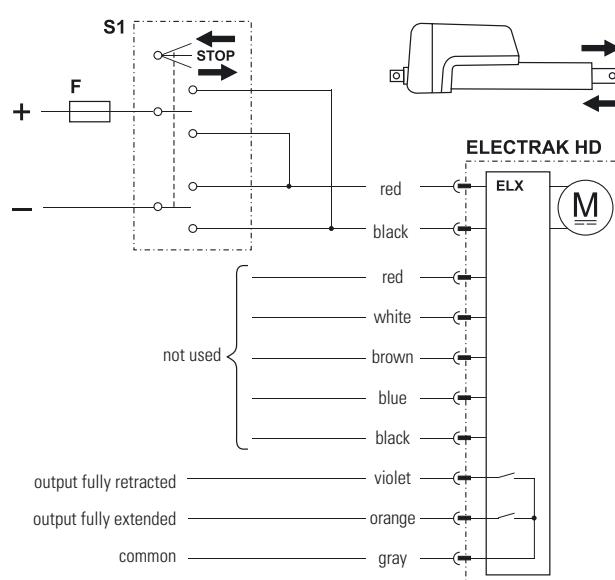 S1
STOP
F
+
–
ELECTRAK HD
ELX
M
red
black
red
white
not used
brown
blue
black
output fully retracted
violet
output fully extended
orange
common
gray